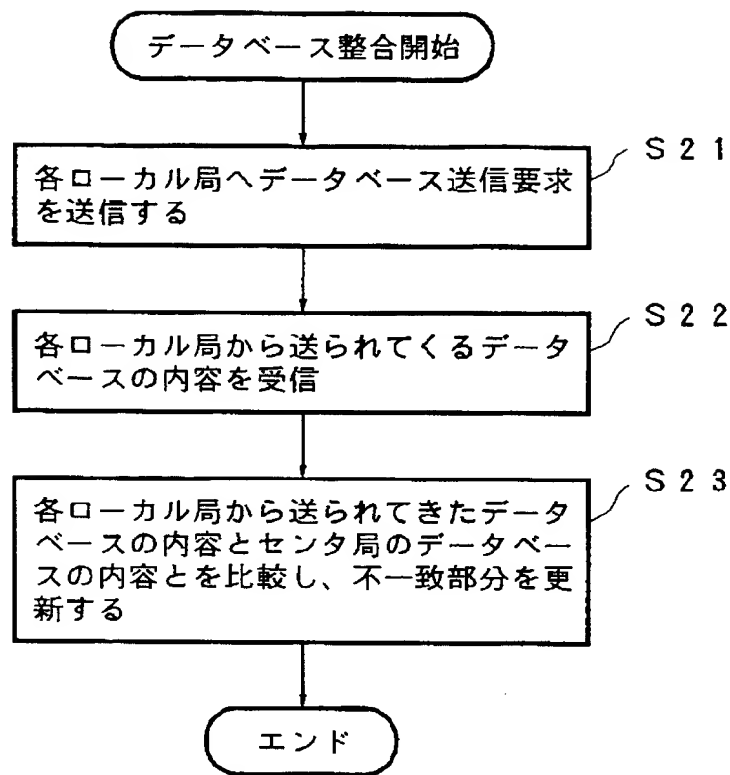 データベース整合開始
S21
各ローカル局へデータベース送信要求
を送信する
S22
各ローカル局から送られてくるデータ
ベースの内容を受信
S23
各ローカル局から送られてきたデータ
ベースの内容とセンタ局のデータベー
スの内容とを比較し、不一致部分を更
新する
エンド